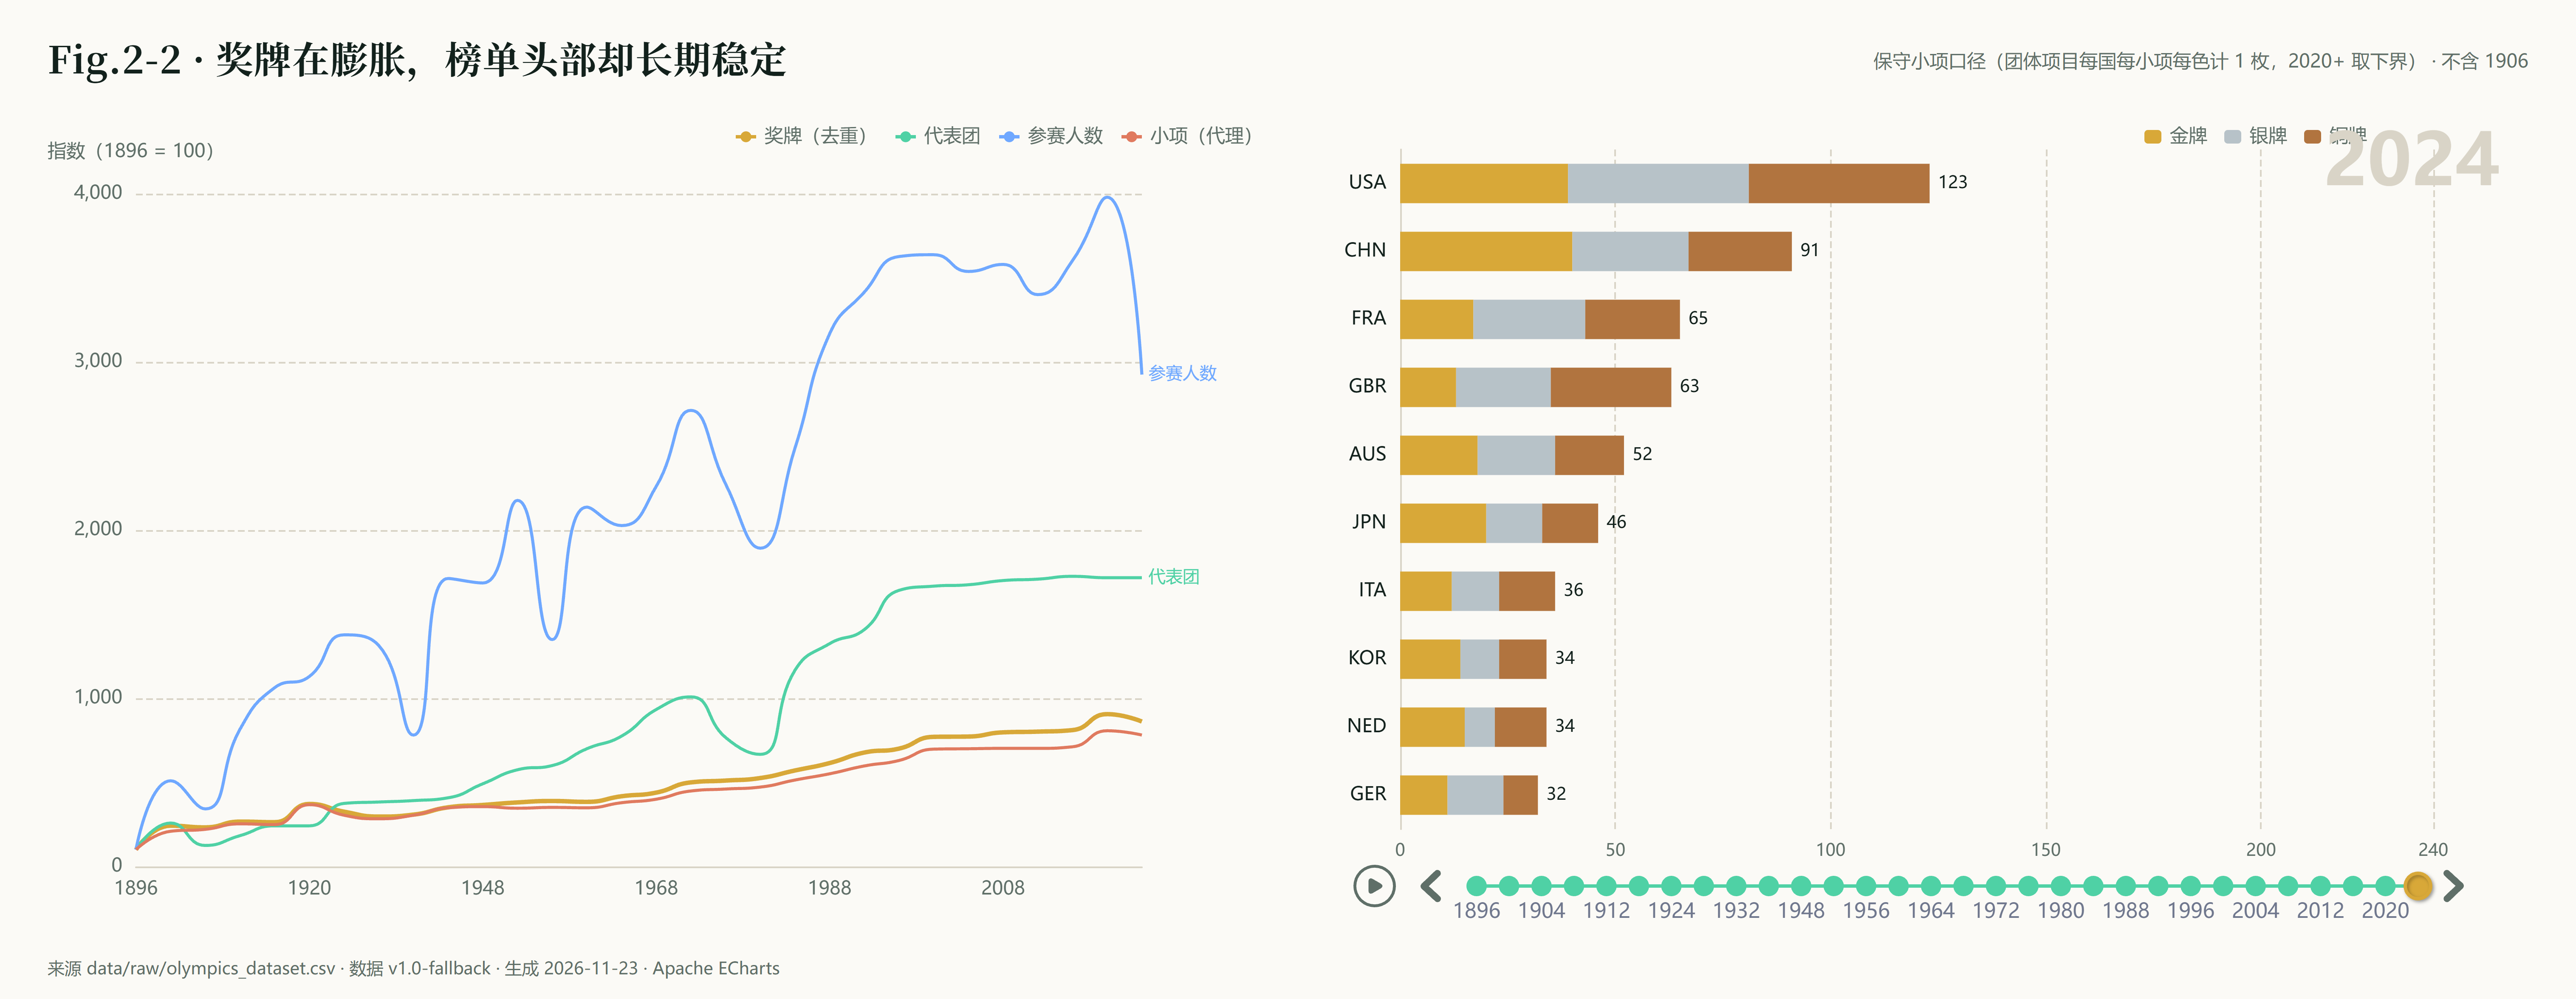 Fig.2-2 · 奖牌在膨胀，榜单头部却长期稳定
保守小项口径（团体项目每国每小项每色计 1 枚，2020+ 取下界） · 不含 1906
指数（1896 = 100）
奖牌（去重） 代表团 参赛人数 小项（代理）
4,000
3,000
2,000
1,000
0
1896 1920 1948 1968 1988 2008
参赛人数
代表团
金牌 银牌 铜牌
2024
USA 123
CHN 91
FRA 65
GBR 63
AUS 52
JPN 46
ITA 36
KOR 34
NED 34
GER 32
0 50 100 150 200 240
1896 1904 1912 1924 1932 1948 1956 1964 1972 1980 1988 1996 2004 2012 2020
来源 data/raw/olympics_dataset.csv · 数据 v1.0-fallback · 生成 2026-11-23 · Apache ECharts